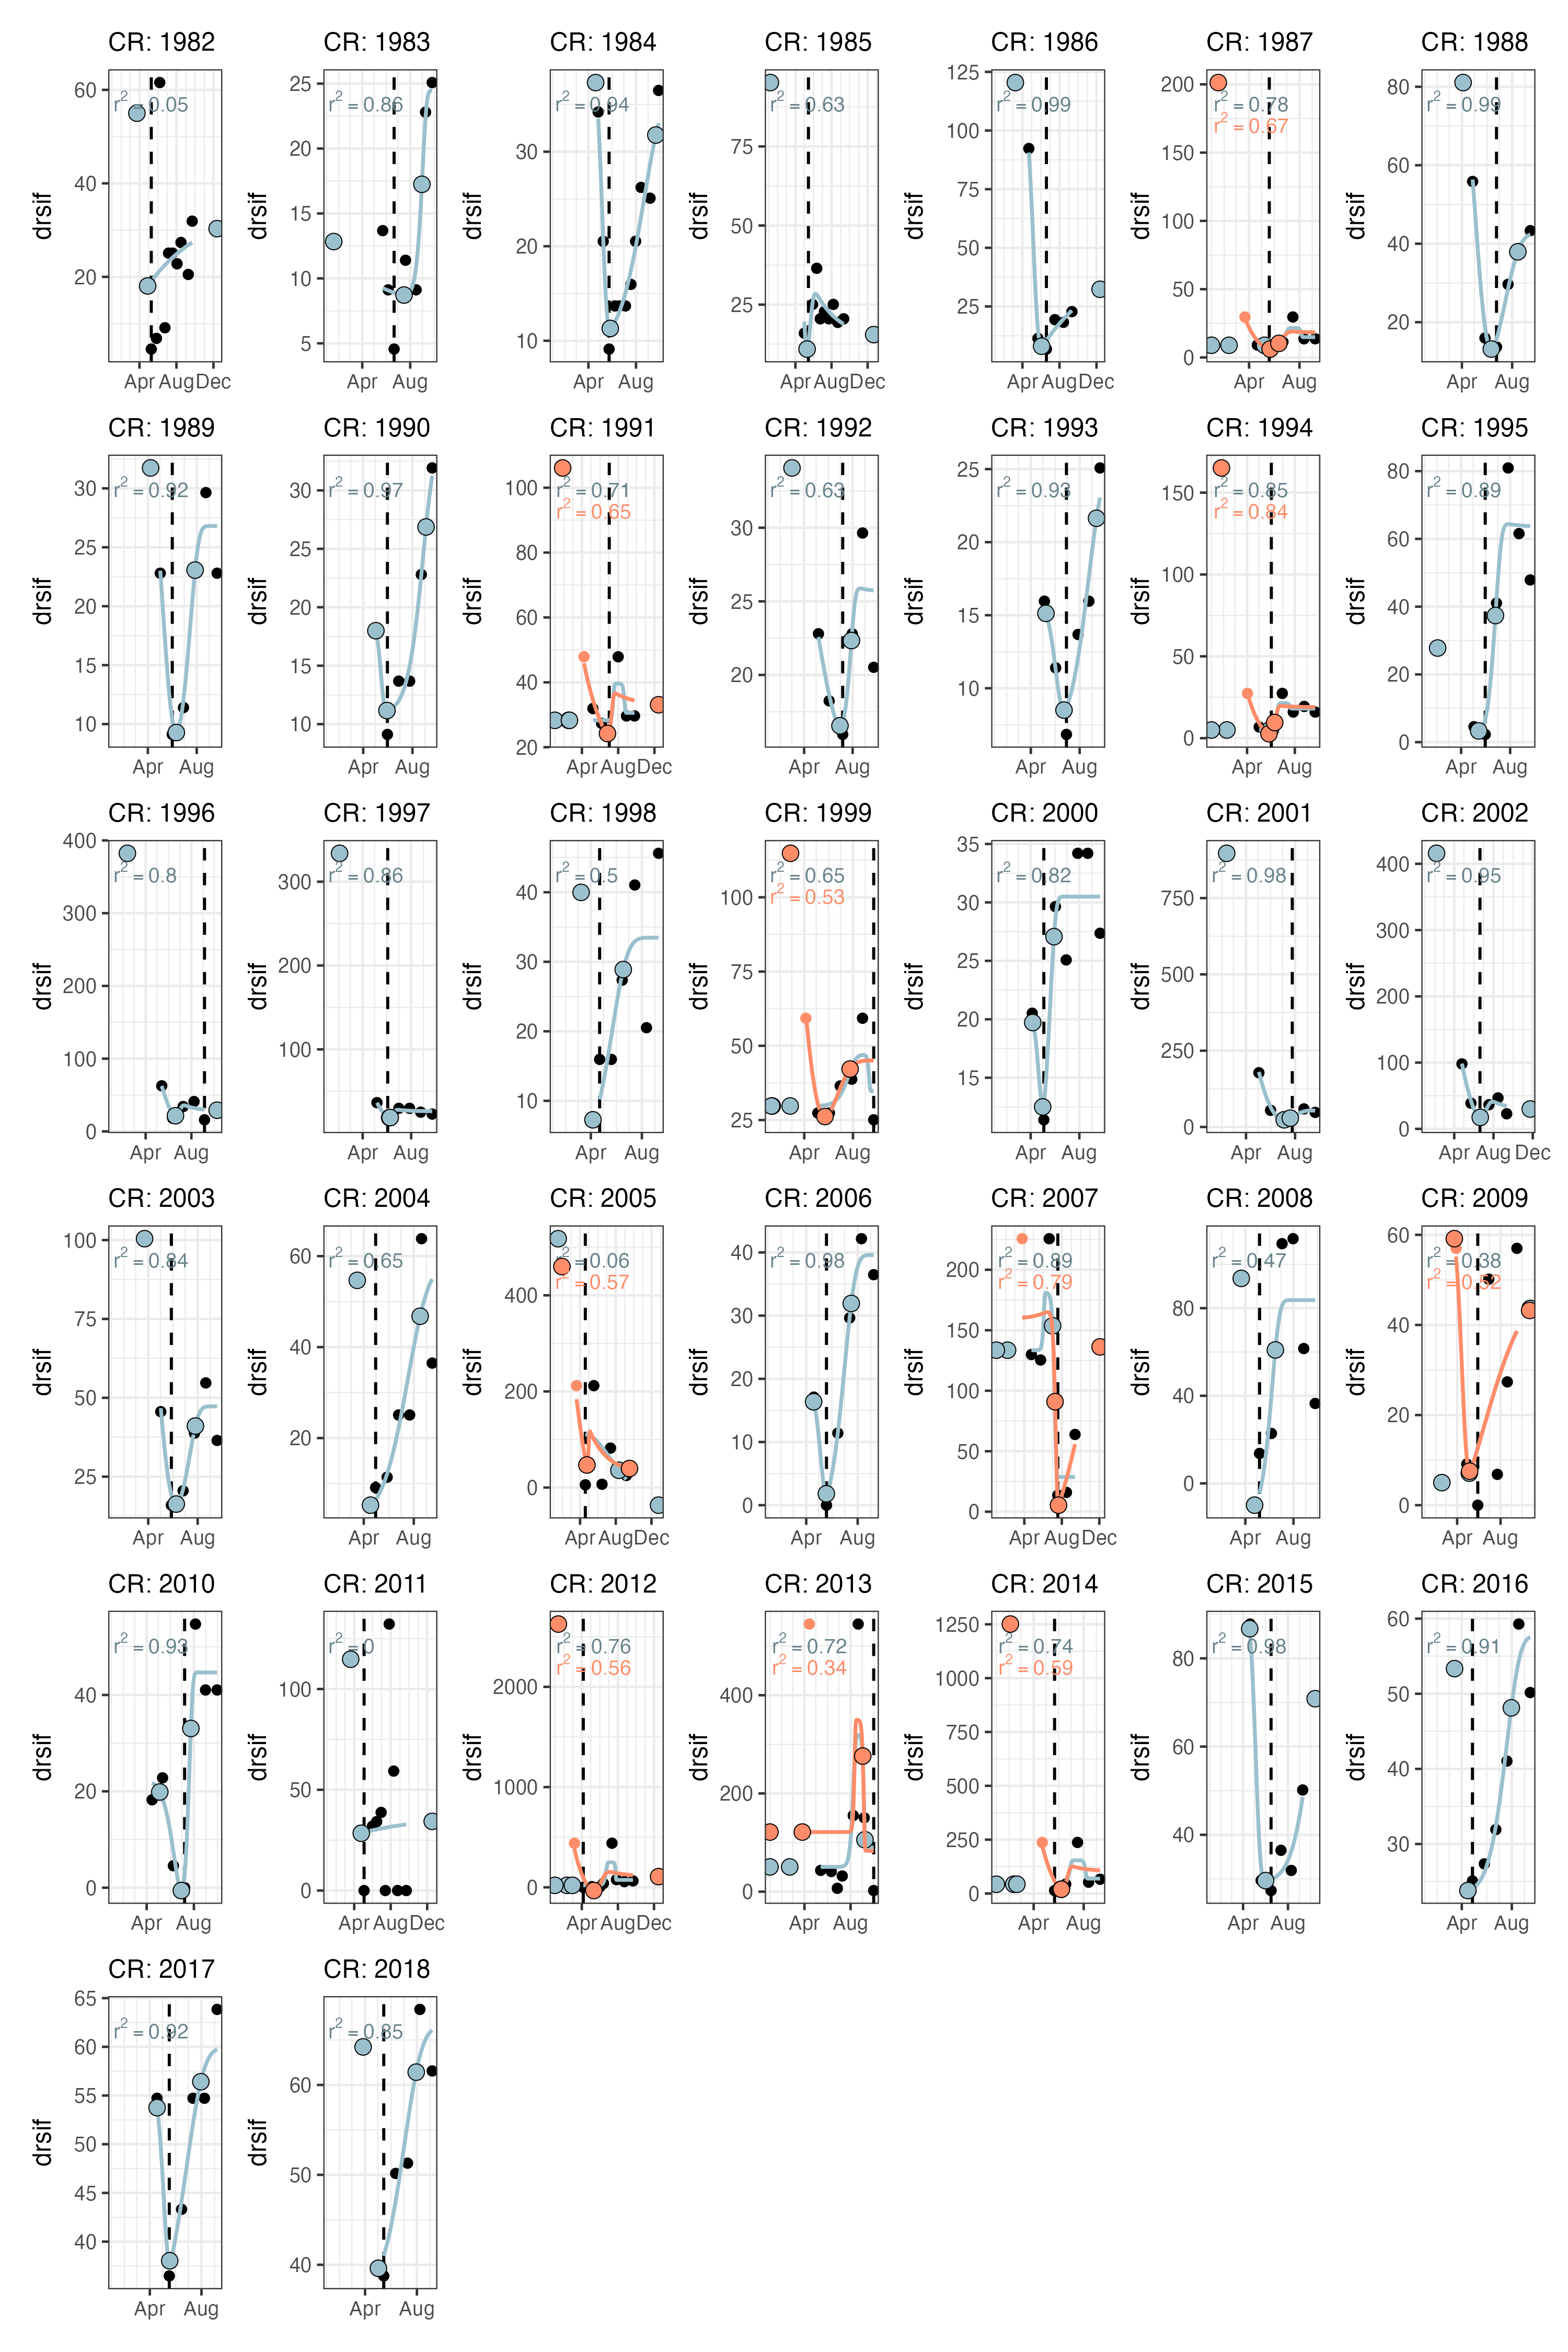 CR: 1982
r² = 0.05
60
40
20
drsif
Apr Aug Dec
CR: 1983
r² = 0.86
25
20
15
10
5
drsif
Apr Aug
CR: 1984
r² = 0.94
30
20
10
drsif
Apr Aug
CR: 1985
r² = 0.63
75
50
25
drsif
Apr Aug Dec
CR: 1986
r² = 0.99
125
100
75
50
25
drsif
Apr Aug Dec
CR: 1987
r² = 0.78
r² = 0.67
200
150
100
50
0
drsif
Apr Aug
CR: 1988
r² = 0.99
80
60
40
20
drsif
Apr Aug
CR: 1989
r² = 0.92
30
25
20
15
10
drsif
Apr Aug
CR: 1990
r² = 0.97
30
25
20
15
10
drsif
Apr Aug
CR: 1991
r² = 0.71
r² = 0.65
100
80
60
40
20
drsif
Apr Aug Dec
CR: 1992
r² = 0.63
30
25
20
drsif
Apr Aug
CR: 1993
r² = 0.93
25
20
15
10
drsif
Apr Aug
CR: 1994
r² = 0.85
r² = 0.84
150
100
50
0
drsif
Apr Aug
CR: 1995
r² = 0.89
80
60
40
20
0
drsif
Apr Aug
CR: 1996
r² = 0.8
400
300
200
100
0
drsif
Apr Aug
CR: 1997
r² = 0.86
300
200
100
drsif
Apr Aug
CR: 1998
r² = 0.5
40
30
20
10
drsif
Apr Aug
CR: 1999
r² = 0.65
r² = 0.53
100
75
50
25
drsif
Apr Aug
CR: 2000
r² = 0.82
35
30
25
20
15
drsif
Apr Aug
CR: 2001
r² = 0.98
750
500
250
0
drsif
Apr Aug
CR: 2002
r² = 0.95
400
300
200
100
0
drsif
Apr Aug Dec
CR: 2003
r² = 0.84
100
75
50
25
drsif
Apr Aug
CR: 2004
r² = 0.65
60
40
20
drsif
Apr Aug
CR: 2005
r² = 0.06
r² = 0.57
400
200
0
drsif
Apr Aug Dec
CR: 2006
r² = 0.98
40
30
20
10
0
drsif
Apr Aug
CR: 2007
r² = 0.89
r² = 0.79
200
150
100
50
0
drsif
Apr Aug Dec
CR: 2008
r² = 0.47
80
40
0
drsif
Apr Aug
CR: 2009
r² = 0.38
r² = 0.52
60
40
20
0
drsif
Apr Aug
CR: 2010
r² = 0.93
40
20
0
drsif
Apr Aug
CR: 2011
r² = 0
100
50
0
drsif
Apr Aug Dec
CR: 2012
r² = 0.76
r² = 0.56
2000
1000
0
drsif
Apr Aug Dec
CR: 2013
r² = 0.72
r² = 0.34
400
200
0
drsif
Apr Aug
CR: 2014
r² = 0.74
r² = 0.59
1250
1000
750
500
250
0
drsif
Apr Aug
CR: 2015
r² = 0.98
80
60
40
drsif
Apr Aug
CR: 2016
r² = 0.91
60
50
40
30
drsif
Apr Aug
CR: 2017
r² = 0.92
65
60
55
50
45
40
drsif
Apr Aug
CR: 2018
r² = 0.85
60
50
40
drsif
Apr Aug